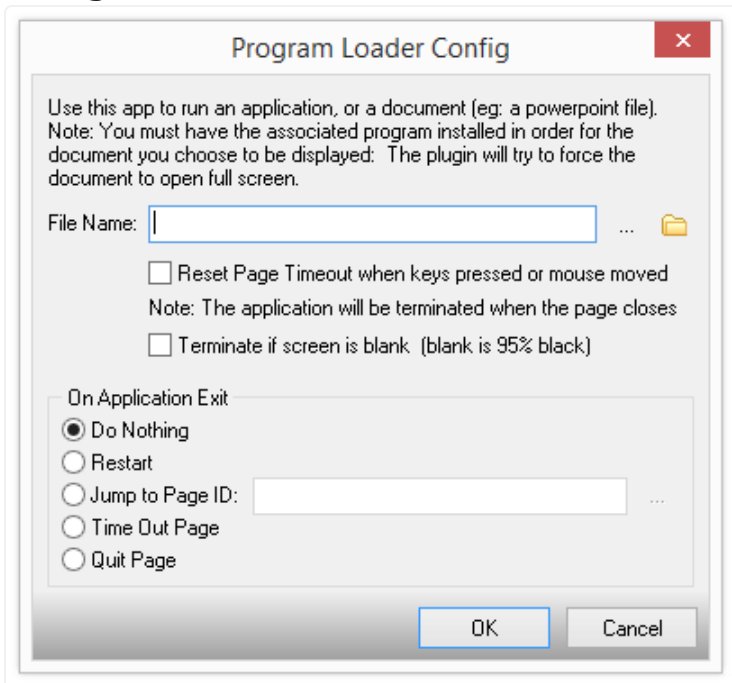 Program Loader Config
Use this app to run an application, or a document (eg: a powerpoint file).
Note: You must have the associated program installed in order for the
document you choose to be displayed: The plugin will try to force the
document to open full screen.
File Name: ...
Reset Page Timeout when keys pressed or mouse moved
Note: The application will be terminated when the page closes
Terminate if screen is blank (blank is 95% black)
On Application Exit
Do Nothing
Restart
Jump to Page ID: ...
Time Out Page
Quit Page
OK Cancel